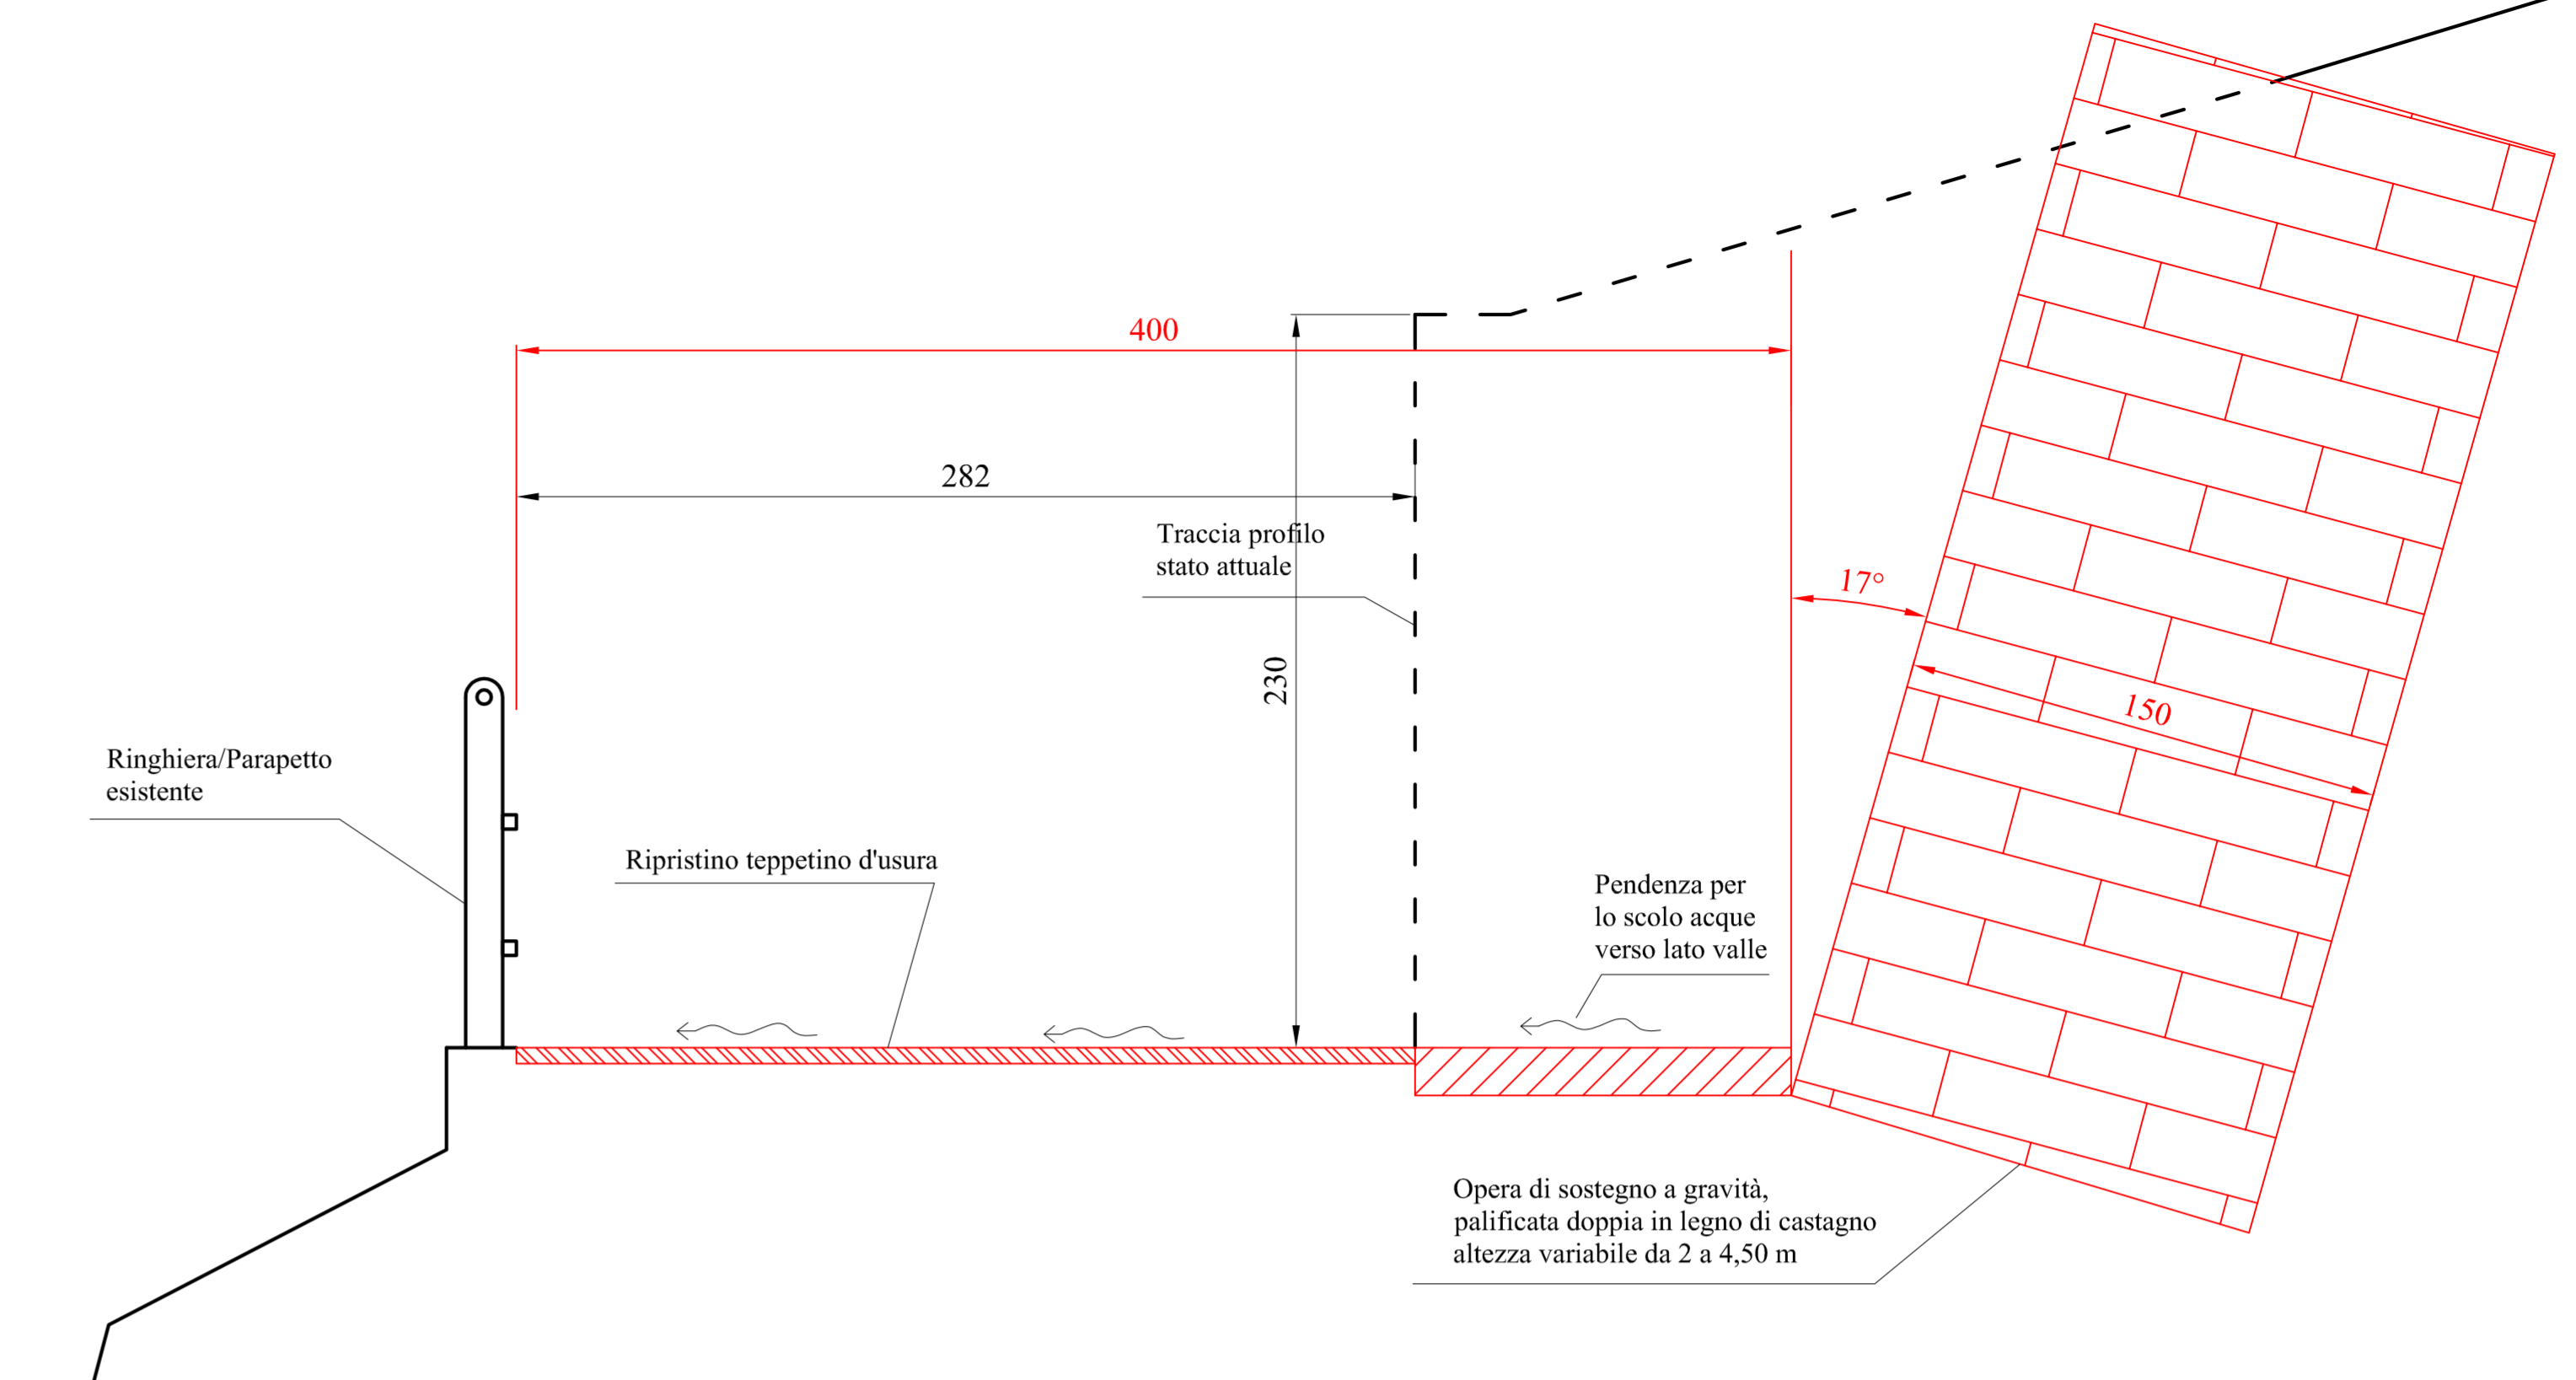 400
282
Traccia profilo
stato attuale
17°
230
150
Ringhiera/Parapetto
esistente
Ripristino teppetino d'usura
Pendenza per
lo scolo acque
verso lato valle
Opera di sostegno a gravità,
palificata doppia in legno di castagno
altezza variabile da 2 a 4,50 m